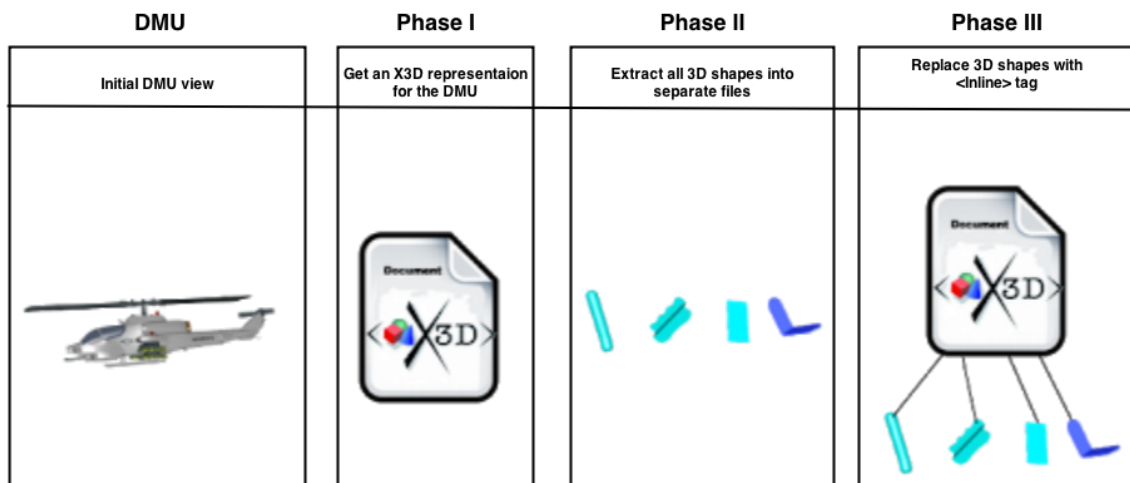 DMU
Phase I
Phase II
Phase III
Initial DMU view
Get an X3D representaion
for the DMU
Extract all 3D shapes into
separate files
Replace 3D shapes with
<Inline> tag
Document
<X3D>
Document
<X3D>